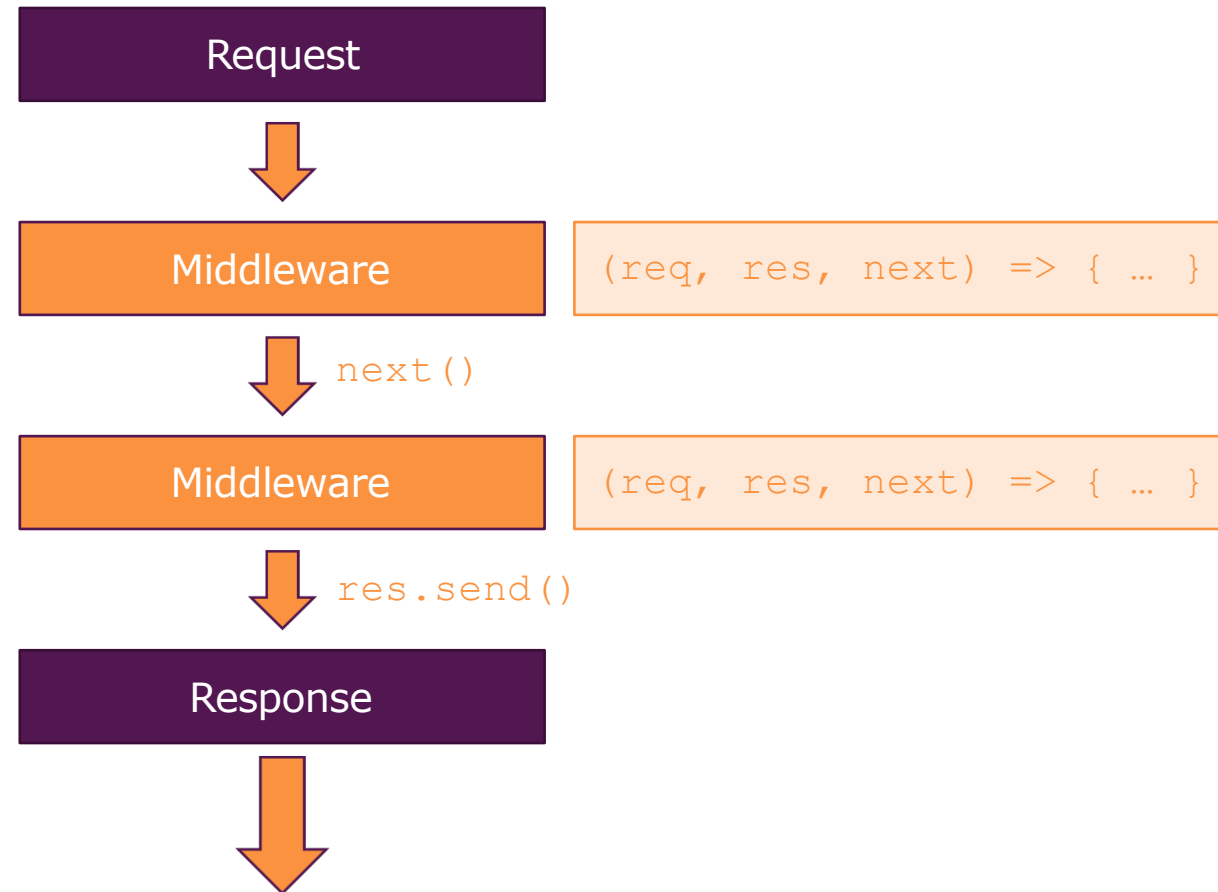 Request
Middleware
(req, res, next) => { … }
next()
Middleware
(req, res, next) => { … }
res.send()
Response